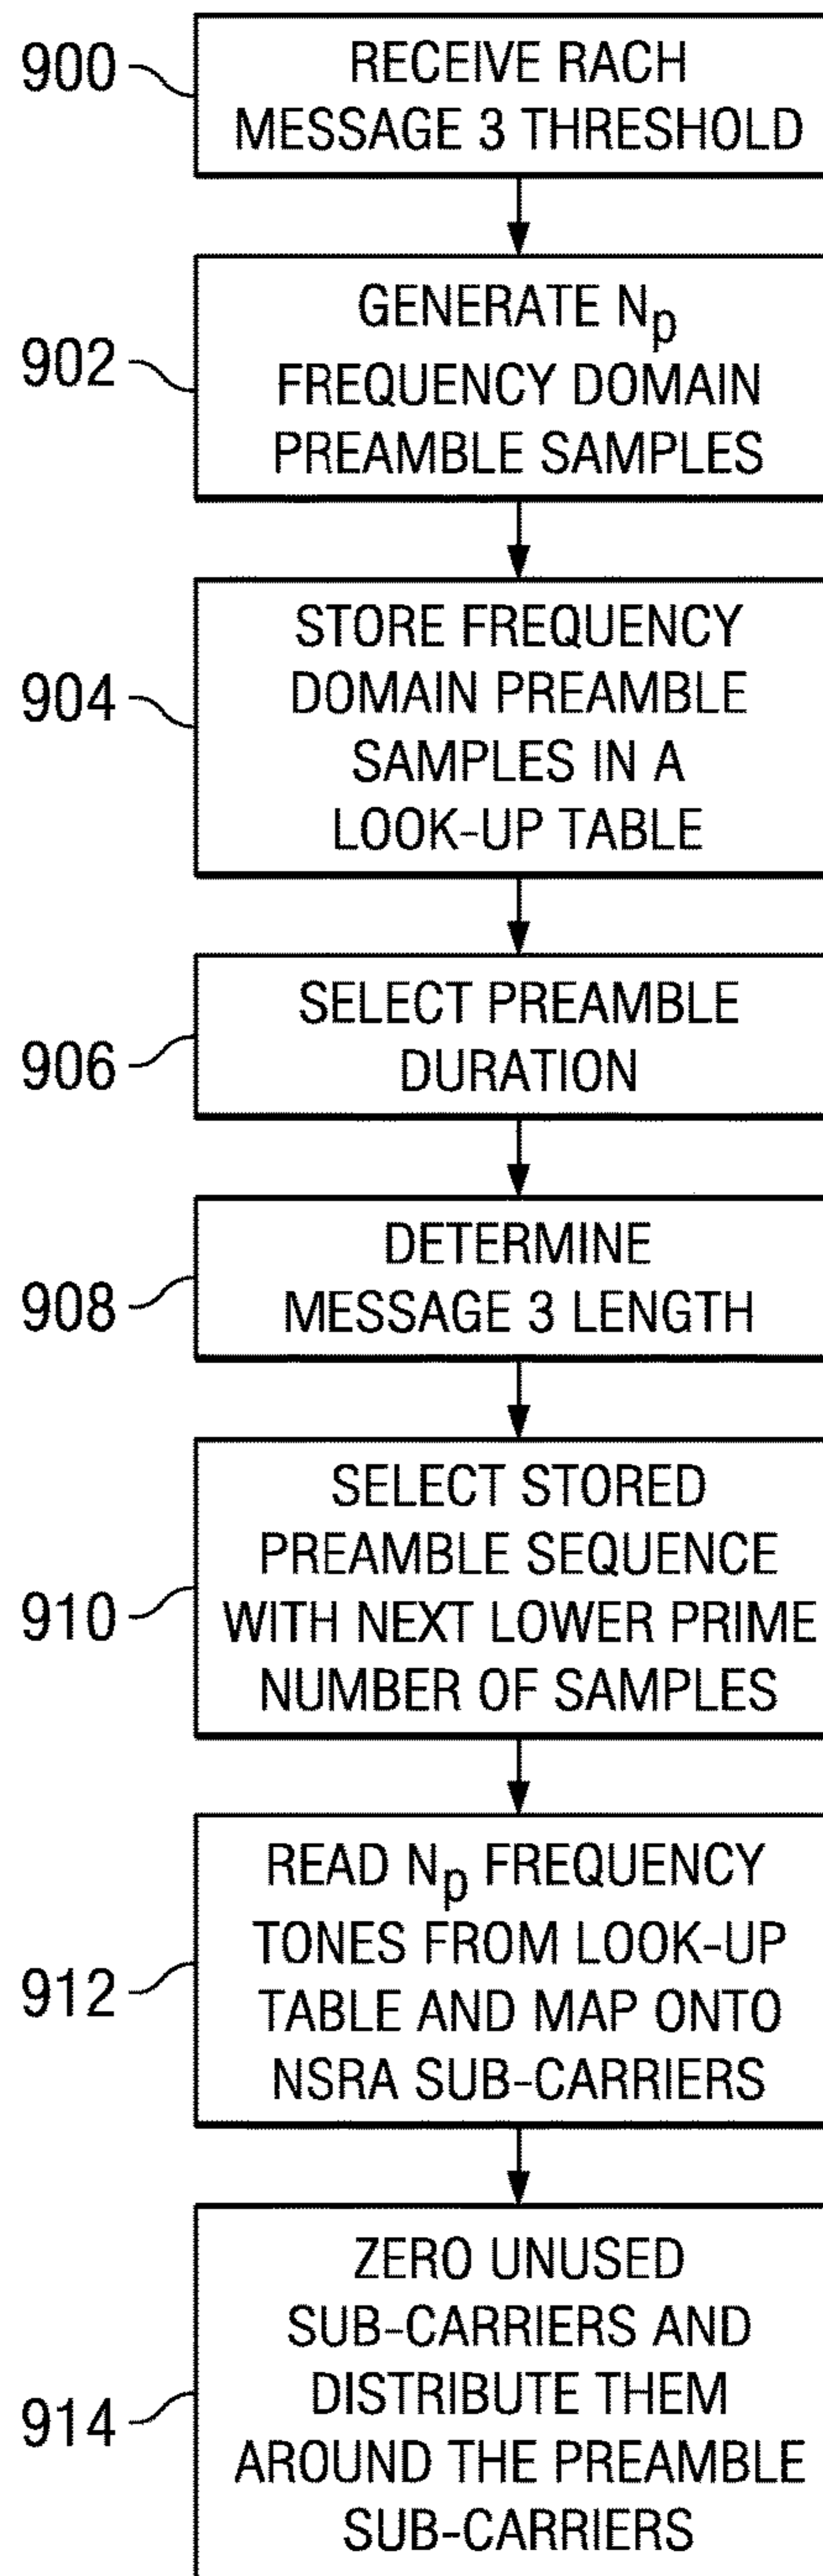 900
RECEIVE RACH
MESSAGE 3 THRESHOLD
902
GENERATE Np
FREQUENCY DOMAIN
PREAMBLE SAMPLES
904
STORE FREQUENCY
DOMAIN PREAMBLE
SAMPLES IN A
LOOK-UP TABLE
906
SELECT PREAMBLE
DURATION
908
DETERMINE
MESSAGE 3 LENGTH
910
SELECT STORED
PREAMBLE SEQUENCE
WITH NEXT LOWER PRIME
NUMBER OF SAMPLES
912
READ Np FREQUENCY
TONES FROM LOOK-UP
TABLE AND MAP ONTO
NSRA SUB-CARRIERS
914
ZERO UNUSED
SUB-CARRIERS AND
DISTRIBUTE THEM
AROUND THE PREAMBLE
SUB-CARRIERS